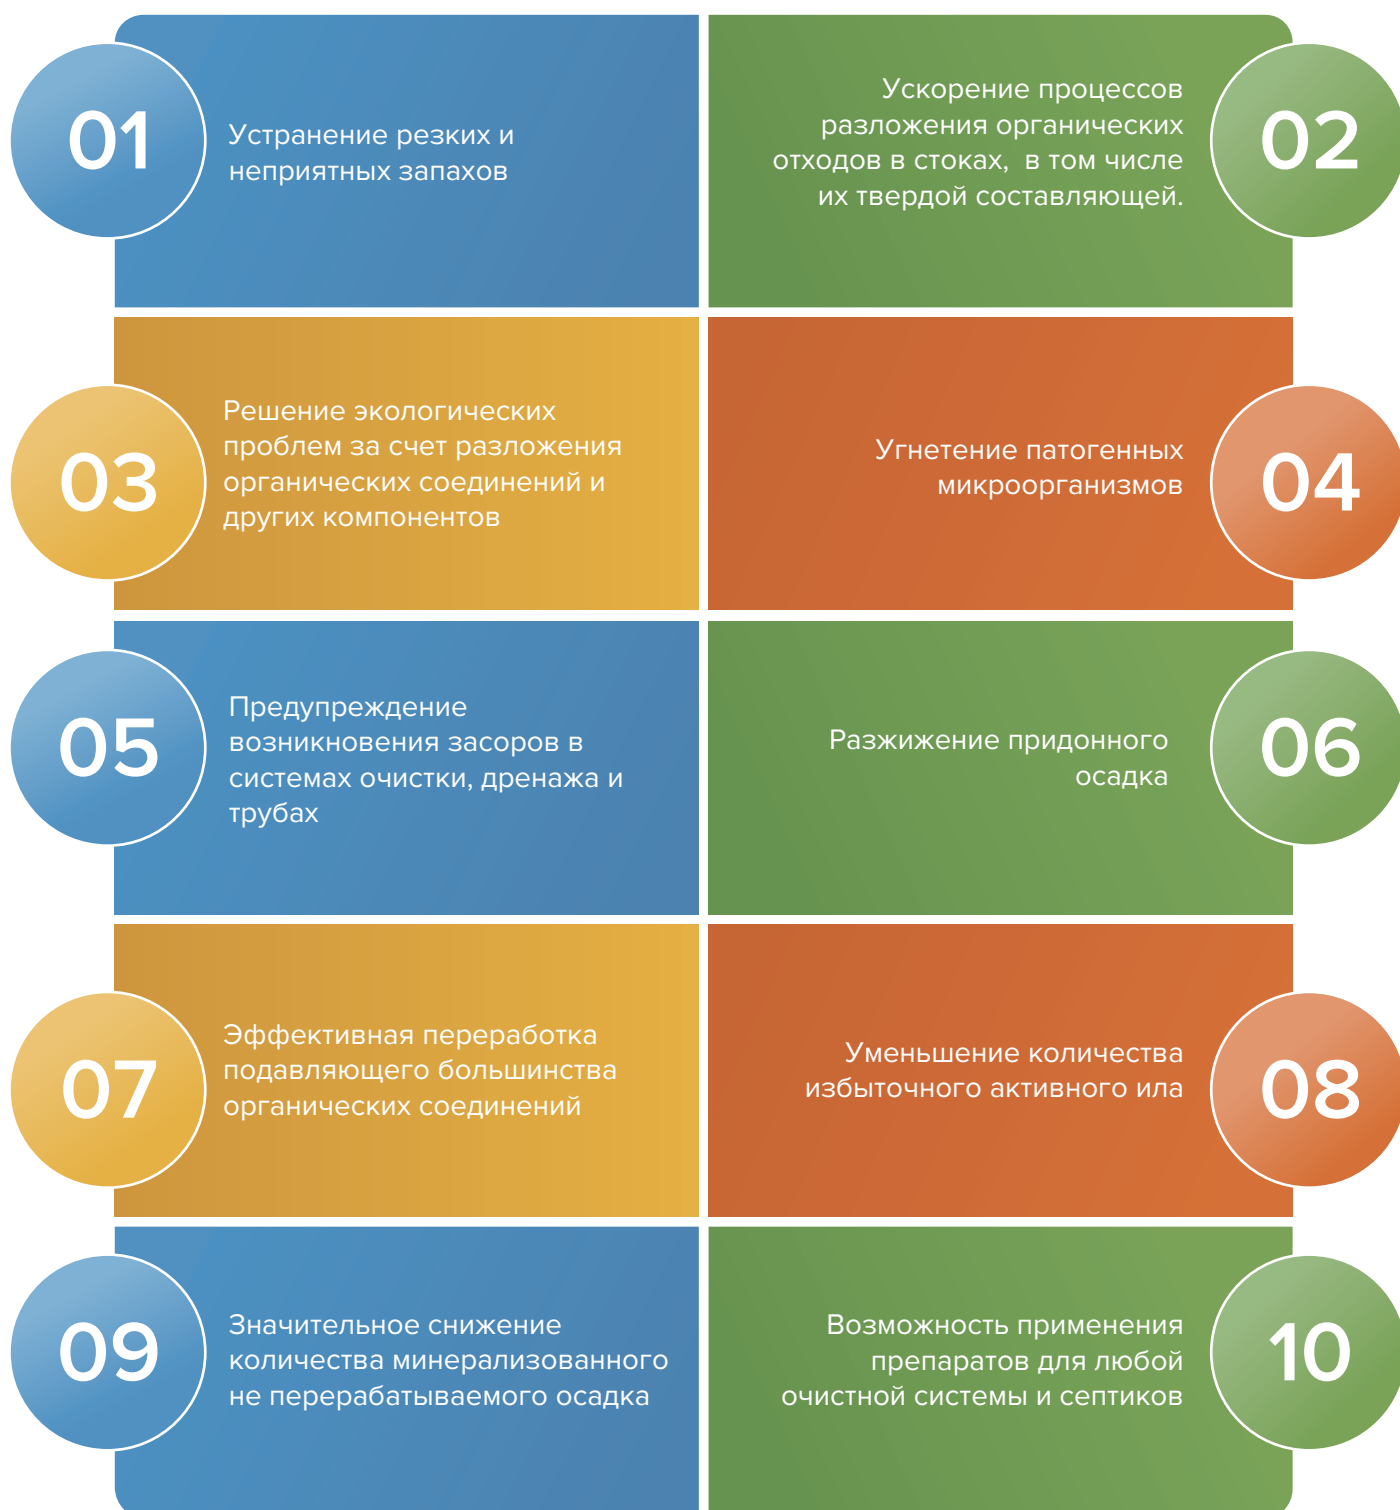 01
Устранение резких и
неприятных запахов
02
Ускорение процессов
разложения органических
отходов в стоках,  в том числе
их твердой составляющей.
03
Решение экологических
проблем за счет разложения
органических соединений и
других компонентов
04
Угнетение патогенных
микроорганизмов
05
Предупреждение
возникновения засоров в
системах очистки, дренажа и
трубах
06
Разжижение придонного
осадка
07
Эффективная переработка
подавляющего большинства
органических соединений
08
Уменьшение количества
избыточного активного ила
09
Значительное снижение
количества минерализованного
не перерабатываемого осадка
10
Возможность применения
препаратов для любой
очистной системы и септиков